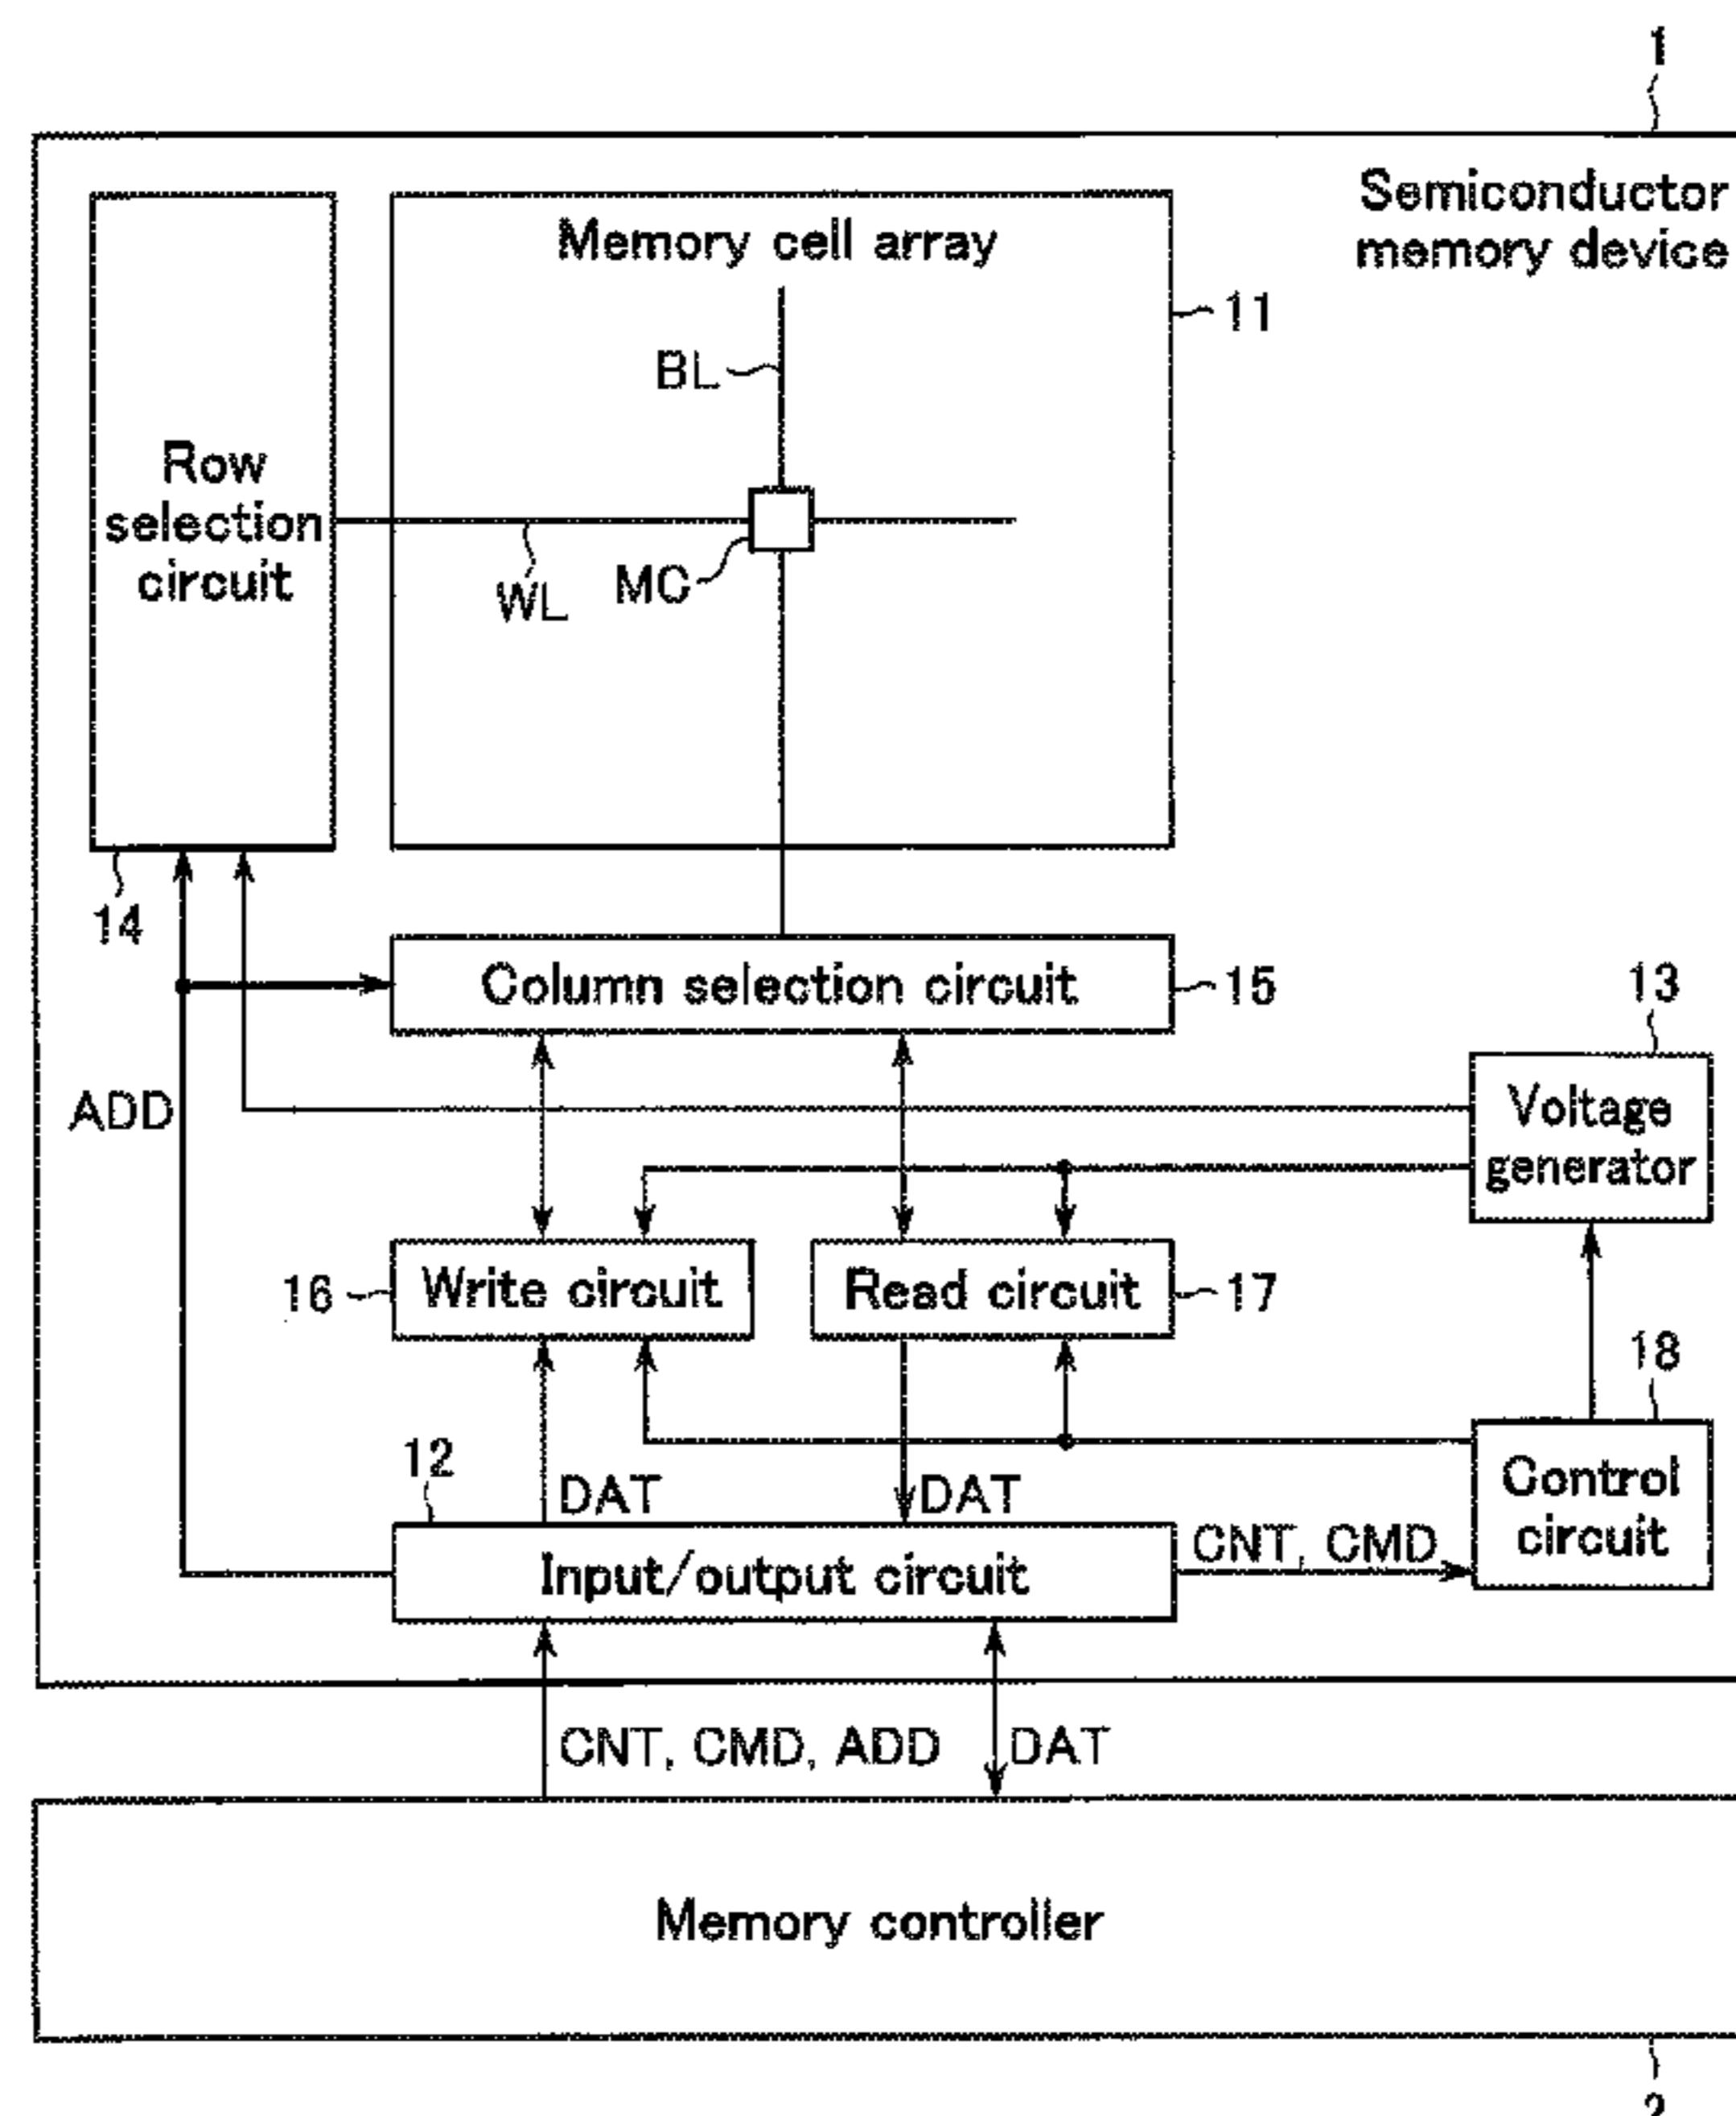 1
Semiconductor
memory device
Memory cell array
11
BL
Row
selection
circuit
WL
MC
14
Column selection circuit
15
13
ADD
Voltage
generator
16
Write circuit
Read circuit
17
18
12
DAT
DAT
Control
circuit
CNT, CMD
Input/output circuit
CNT, CMD, ADD
DAT
Memory controller
2